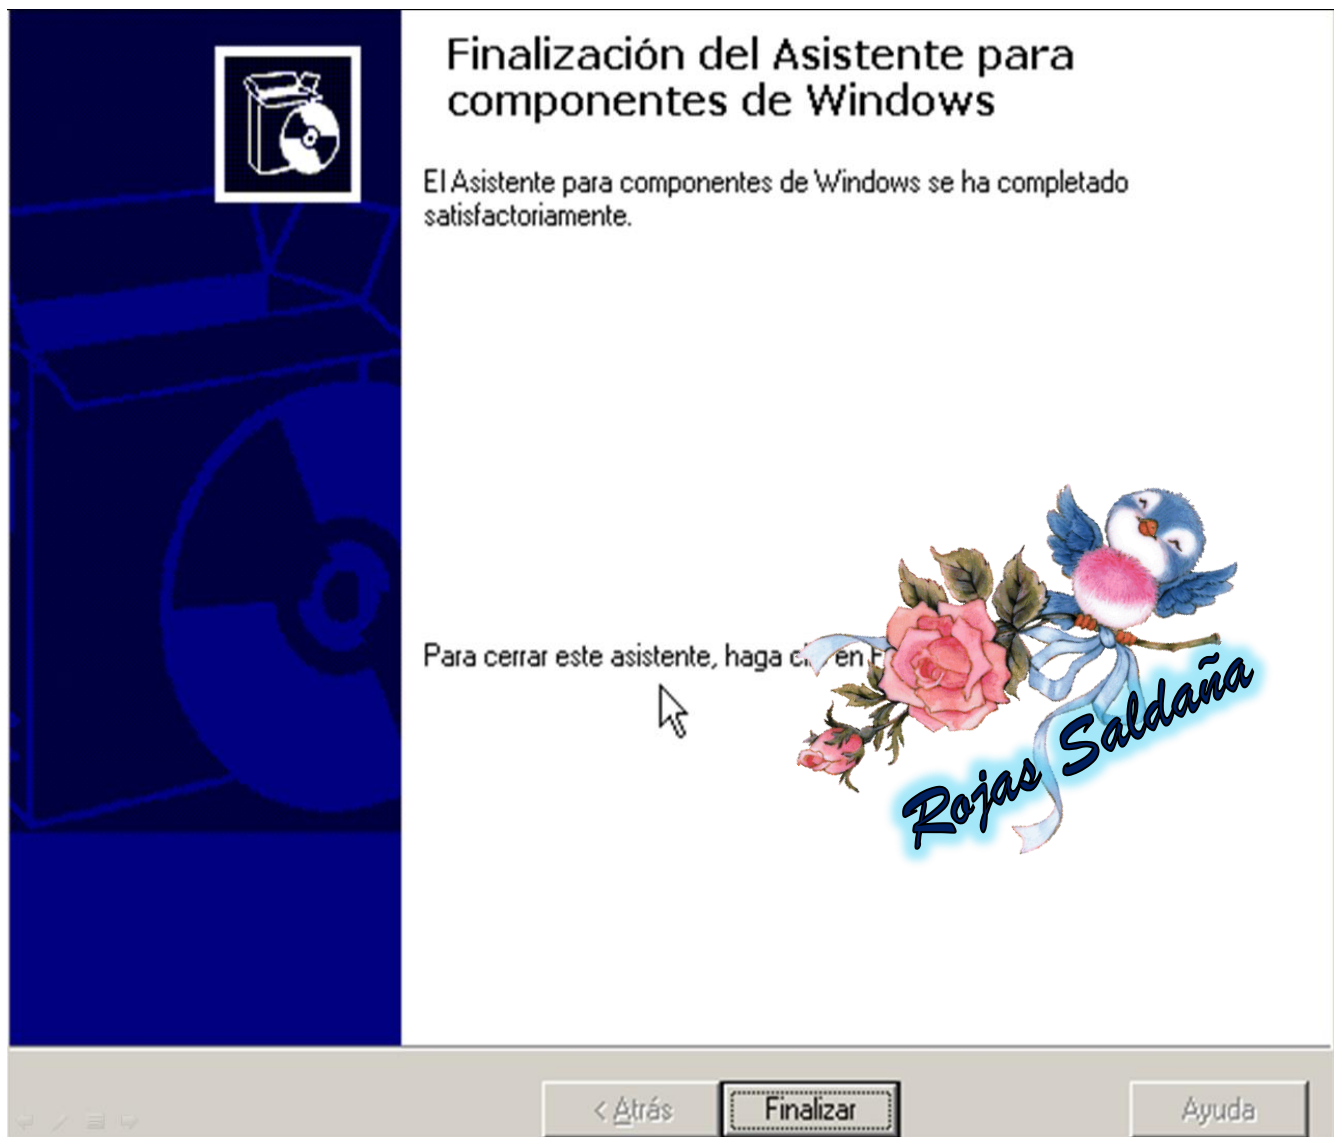 Finalización del Asistente para
componentes de Windows
El Asistente para componentes de Windows se ha completado
satisfactoriamente.
Para cerrar este asistente, haga en
Rojas Saldaña
< Atrás
Finalizar
Ayuda